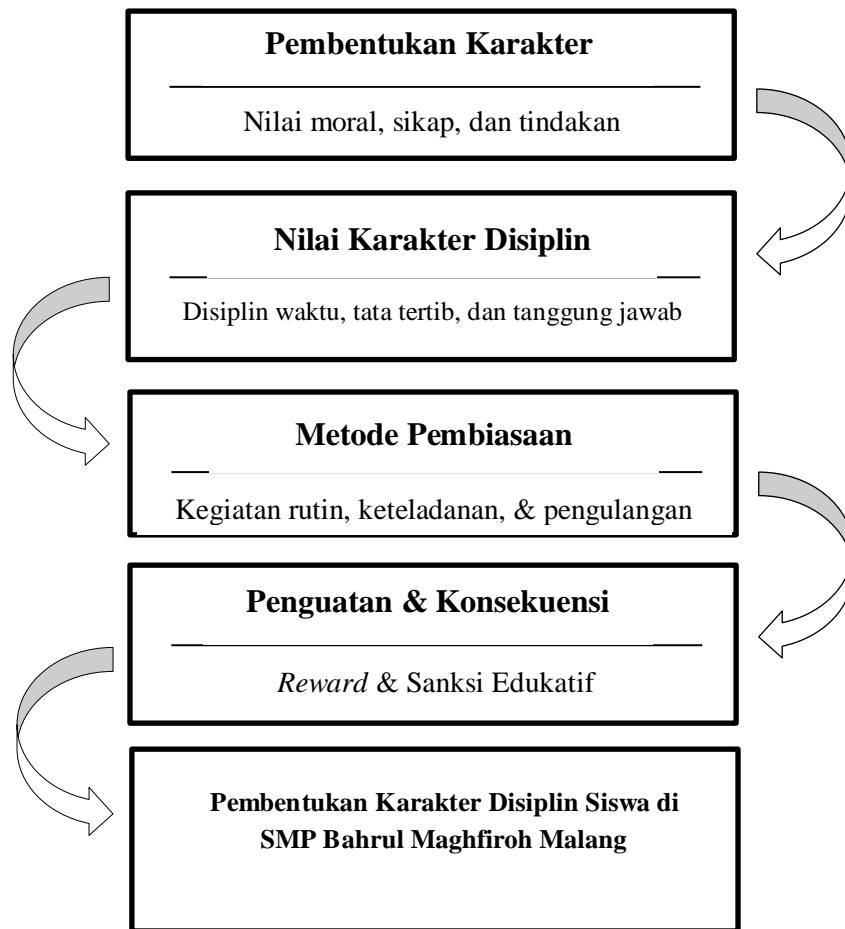 Pembentukan Karakter
Nilai moral, sikap, dan tindakan
Nilai Karakter Disiplin
Disiplin waktu, tata tertib, dan tanggung jawab
Metode Pembiasaan
Kegiatan rutin, keteladanan, & pengulangan
Penguatan & Konsekuensi
Reward & Sanksi Edukatif
Pembentukan Karakter Disiplin Siswa di
SMP Bahrul Maghfiroh Malang